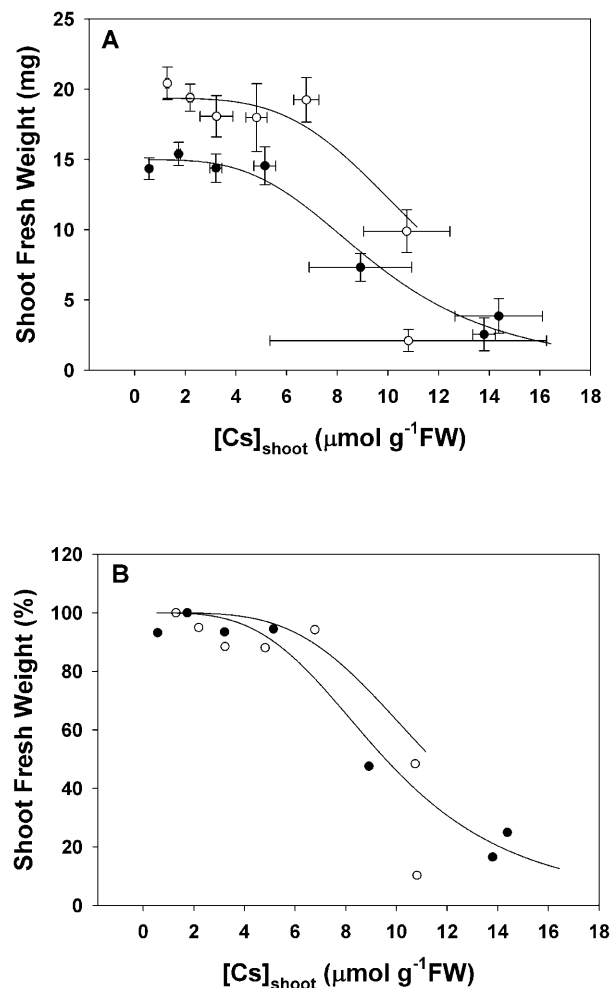 A
Shoot Fresh Weight (mg)
25
20
15
10
5
0
0 2 4 6 8 10 12 14 16 18
[Cs]shoot (μmol g-1FW)
B
Shoot Fresh Weight (%)
120
100
80
60
40
20
0
0 2 4 6 8 10 12 14 16 18
[Cs]shoot (μmol g-1FW)